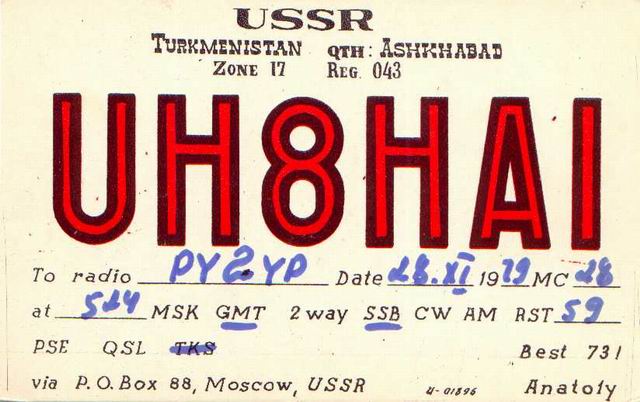 USSR
TURKMENISTAN QTH: ASHKHABAD
ZONE 17 REG. 043
UH8HAI
To radio PY2YP Date 28.XI 1979 MC 28
at MSK GMT 2 way SSB CW AM RST 59
PSE QSL TKS Best 73!
via P.O. Box 88, Moscow, USSR И-01896 Anatoly